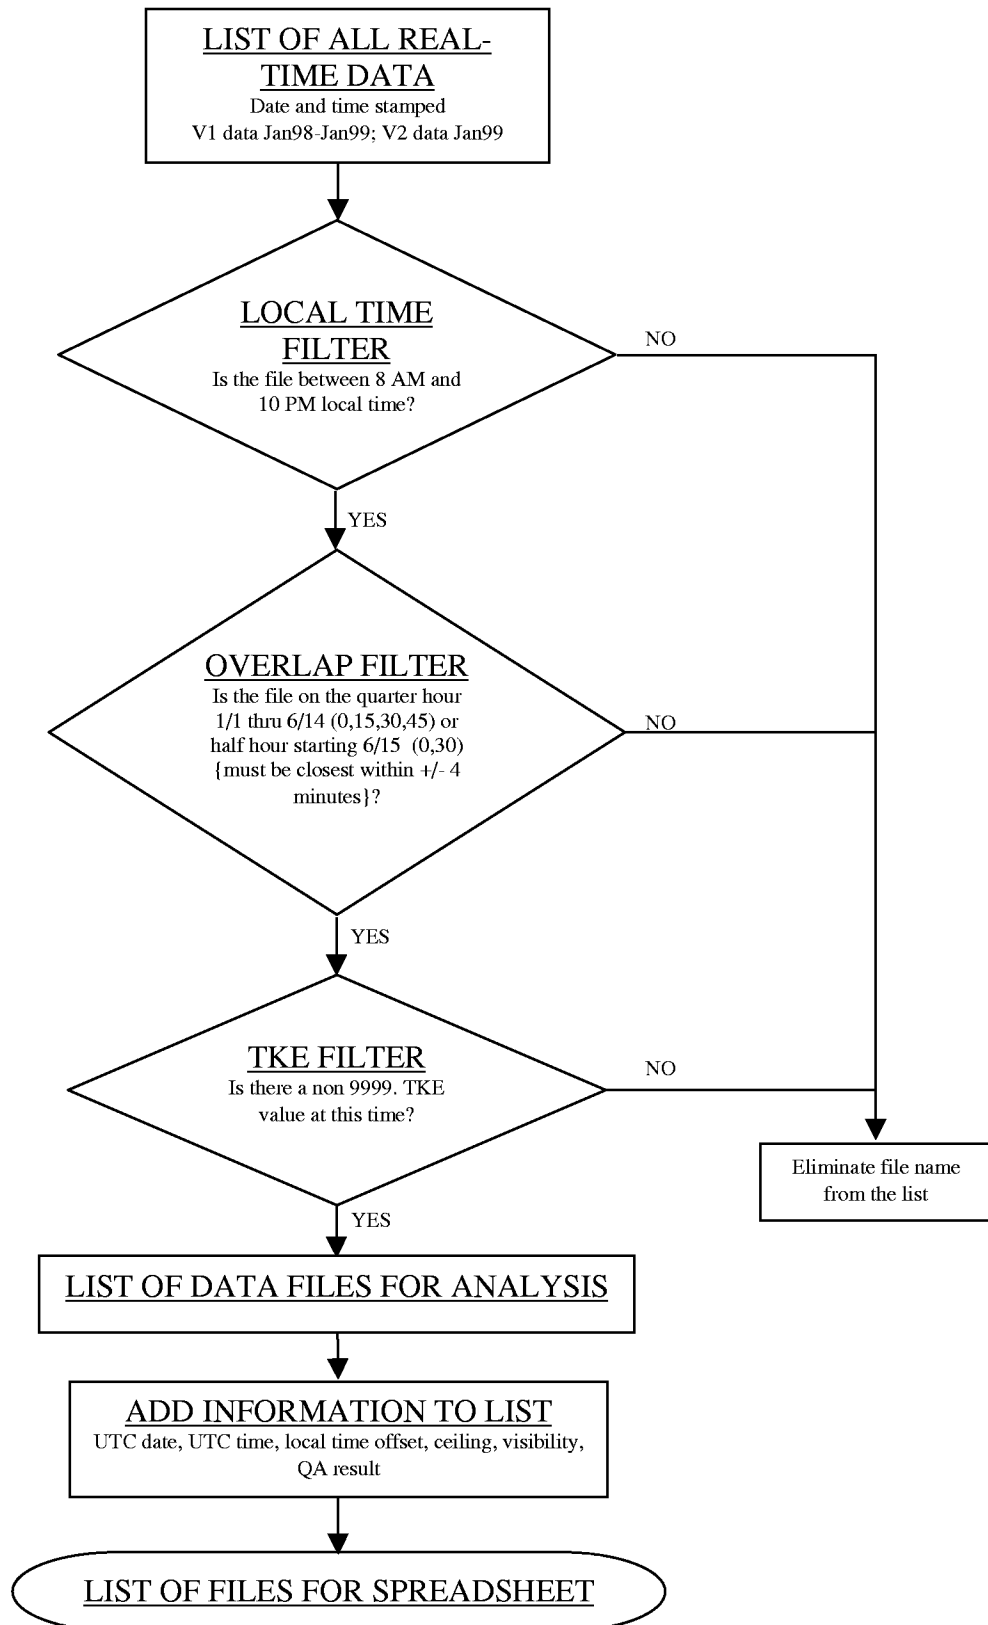 LIST OF ALL REAL-
TIME DATA
Date and time stamped
V1 data Jan98-Jan99; V2 data Jan99
LOCAL TIME
FILTER
Is the file between 8 AM and
10 PM local time?
NO
YES
OVERLAP FILTER
Is the file on the quarter hour
1/1 thru 6/14 (0,15,30,45) or
half hour starting 6/15 (0,30)
{must be closest within +/- 4
minutes}?
NO
YES
TKE FILTER
Is there a non 9999. TKE
value at this time?
NO
Eliminate file name
from the list
YES
LIST OF DATA FILES FOR ANALYSIS
ADD INFORMATION TO LIST
UTC date, UTC time, local time offset, ceiling, visibility,
QA result
LIST OF FILES FOR SPREADSHEET